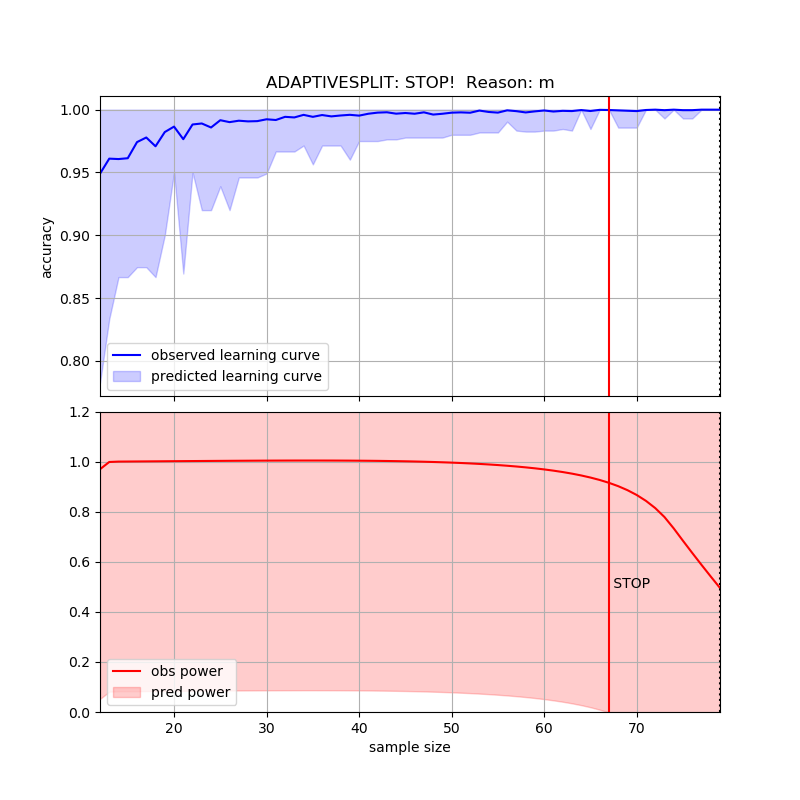 ADAPTIVESPLIT: STOP!  Reason: m
1.00
0.95
0.90
0.85
0.80
accuracy
observed learning curve
predicted learning curve
1.2
1.0
0.8
0.6
0.4
0.2
0.0
STOP
obs power
pred power
20 30 40 50 60 70
sample size